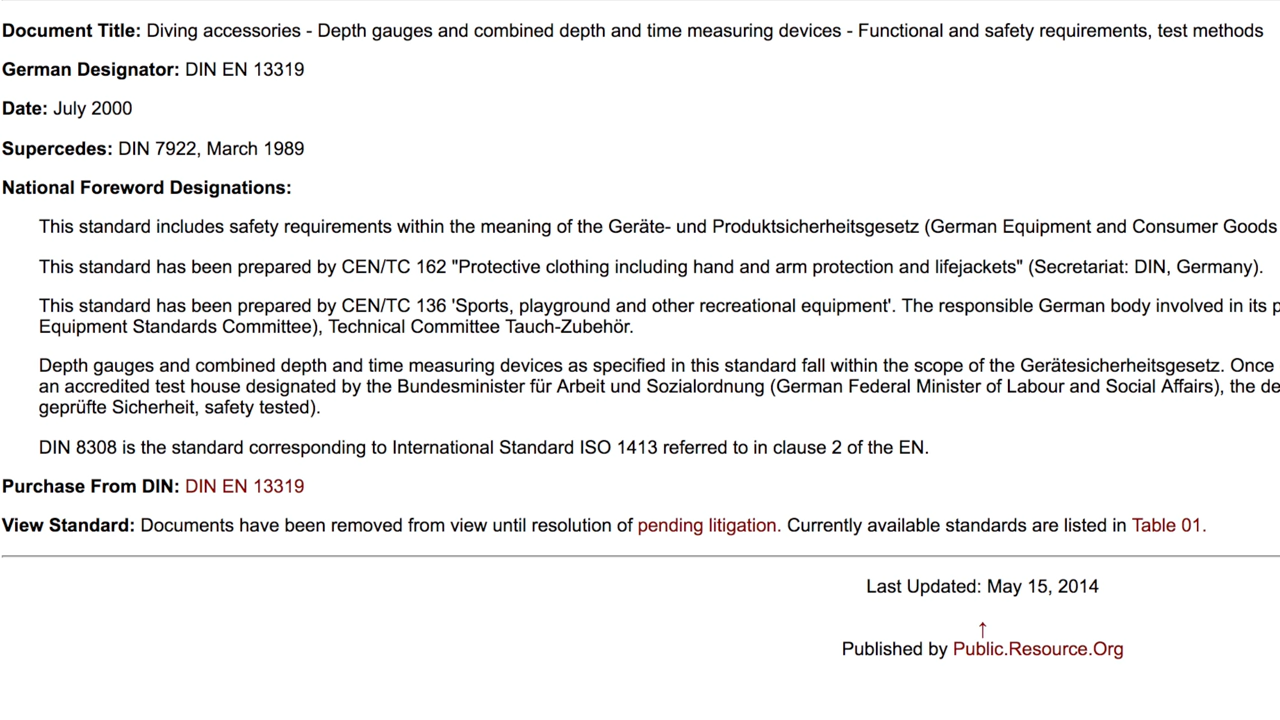 Document Title: Diving accessories - Depth gauges and combined depth and time measuring devices - Functional and safety requirements, test methods
German Designator: DIN EN 13319
Date: July 2000
Supercedes: DIN 7922, March 1989
National Foreword Designations:
This standard includes safety requirements within the meaning of the Geräte- und Produktsicherheitsgesetz (German Equipment and Consumer Goods
This standard has been prepared by CEN/TC 162 "Protective clothing including hand and arm protection and lifejackets" (Secretariat: DIN, Germany).
This standard has been prepared by CEN/TC 136 'Sports, playground and other recreational equipment'. The responsible German body involved in its
Equipment Standards Committee), Technical Committee Tauch-Zubehör.
Depth gauges and combined depth and time measuring devices as specified in this standard fall within the scope of the Gerätesicherheitsgesetz. Once
an accredited test house designated by the Bundesminister für Arbeit und Sozialordnung (German Federal Minister of Labour and Social Affairs), the
geprüfte Sicherheit, safety tested).
DIN 8308 is the standard corresponding to International Standard ISO 1413 referred to in clause 2 of the EN.
Purchase From DIN: DIN EN 13319
View Standard: Documents have been removed from view until resolution of pending litigation. Currently available standards are listed in Table 01.
Last Updated: May 15, 2014
↑
Published by Public.Resource.Org